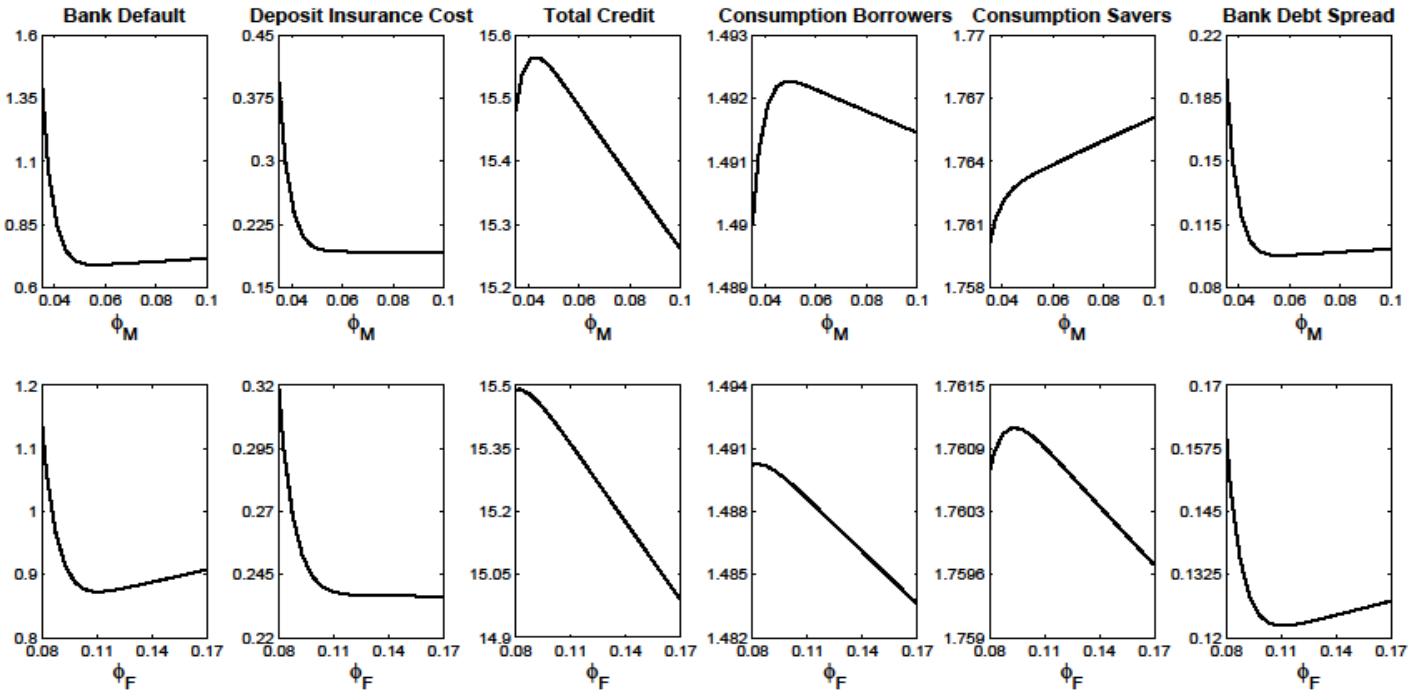 Bank Default Deposit Insurance Cost Total Credit Consumption Borrowers Consumption Savers Bank Debt Spread
1.6 0.45 15.6 1.493 1.77 0.22
1.35 0.375 15.5 1.492 1.767 0.185
1.1 0.3 15.4 1.491 1.764 0.15
0.85 0.225 15.3 1.49 1.761 0.115
0.6 0.15 15.2 1.489 1.758 0.08
0.04 0.06 0.08 0.1 0.04 0.06 0.08 0.1 0.04 0.06 0.08 0.1 0.04 0.06 0.08 0.1 0.04 0.06 0.08 0.1 0.04 0.06 0.08 0.1
ϕM ϕM ϕM ϕM ϕM ϕM
1.2 0.32 15.5 1.494 1.7615 0.17
1.1 0.295 15.35 1.491 1.7609 0.1575
1 0.27 15.2 1.488 1.7603 0.145
0.9 0.245 15.05 1.485 1.7596 0.1325
0.8 0.22 14.9 1.482 1.759 0.12
0.08 0.11 0.14 0.17 0.08 0.11 0.14 0.17 0.08 0.11 0.14 0.17 0.08 0.11 0.14 0.17 0.08 0.11 0.14 0.17 0.08 0.11 0.14 0.17
ϕF ϕF ϕF ϕF ϕF ϕF